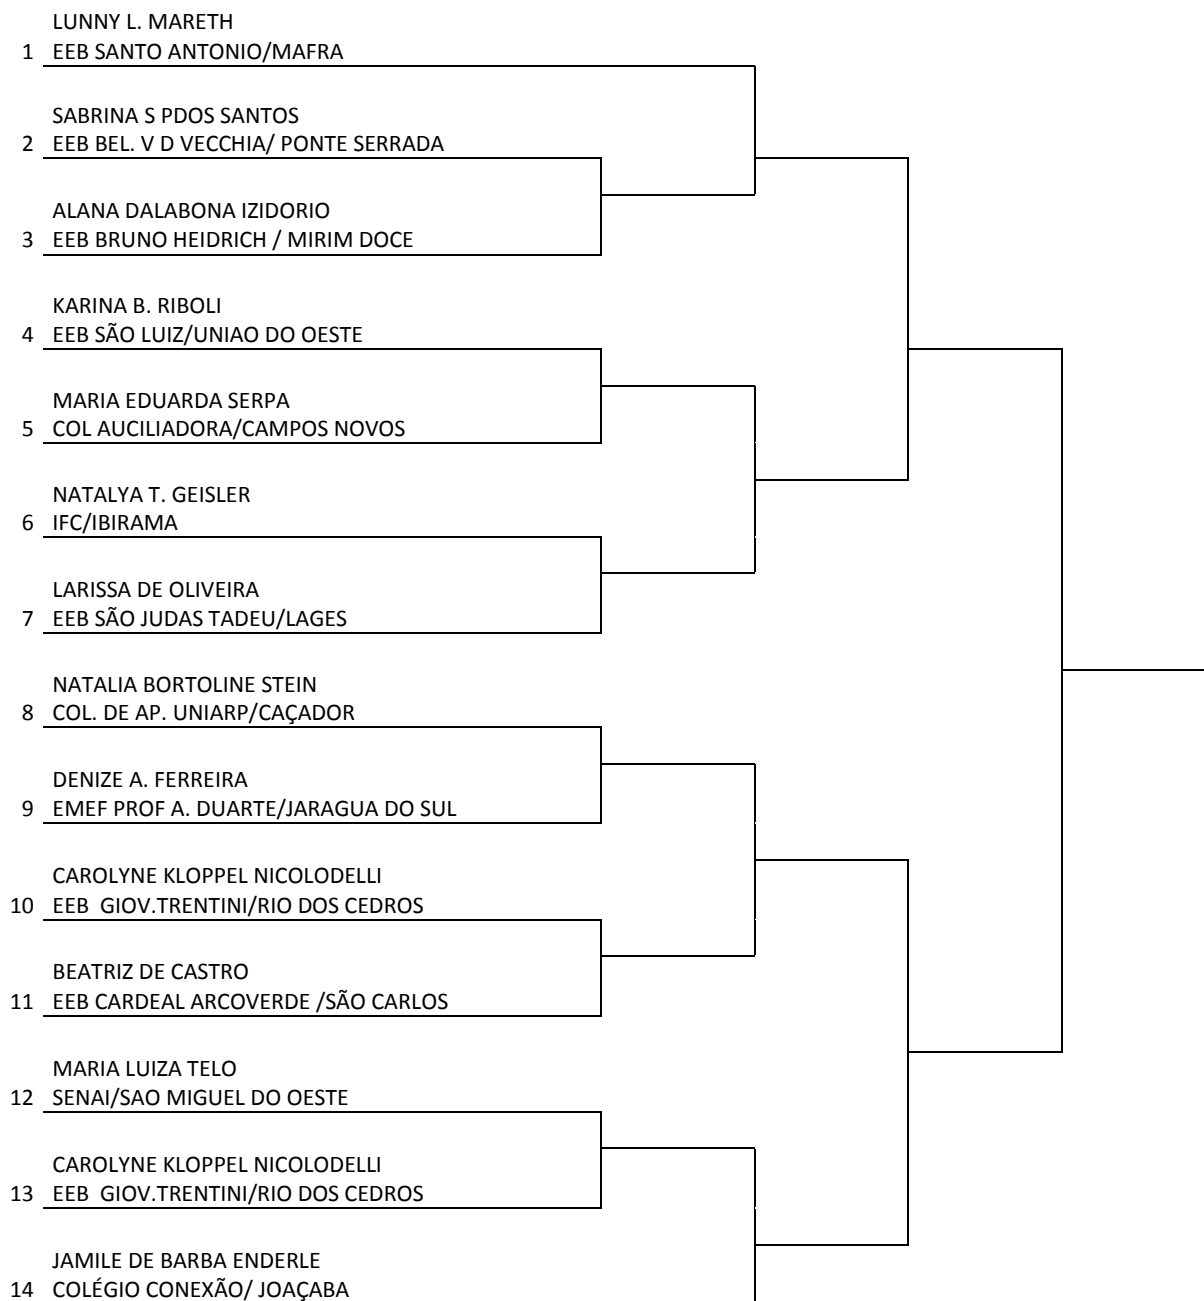 LUNNY L. MARETH
1 EEB SANTO ANTONIO/MAFRA
SABRINA S PDOS SANTOS
2 EEB BEL. V D VECCHIA/ PONTE SERRADA
ALANA DALABONA IZIDORIO
3 EEB BRUNO HEIDRICH / MIRIM DOCE
KARINA B. RIBOLI
4 EEB SÃO LUIZ/UNIAO DO OESTE
MARIA EDUARDA SERPA
5 COL AUCILIADORA/CAMPOS NOVOS
NATALYA T. GEISLER
6 IFC/IBIRAMA
LARISSA DE OLIVEIRA
7 EEB SÃO JUDAS TADEU/LAGES
NATALIA BORTOLINE STEIN
8 COL. DE AP. UNIARP/CAÇADOR
DENIZE A. FERREIRA
9 EMEF PROF A. DUARTE/JARAGUA DO SUL
CAROLYNE KLOPPEL NICOLODELLI
10 EEB  GIOV.TRENTINI/RIO DOS CEDROS
BEATRIZ DE CASTRO
11 EEB CARDEAL ARCOVERDE /SÃO CARLOS
MARIA LUIZA TELO
12 SENAI/SAO MIGUEL DO OESTE
CAROLYNE KLOPPEL NICOLODELLI
13 EEB  GIOV.TRENTINI/RIO DOS CEDROS
JAMILE DE BARBA ENDERLE
14 COLÉGIO CONEXÃO/ JOAÇABA